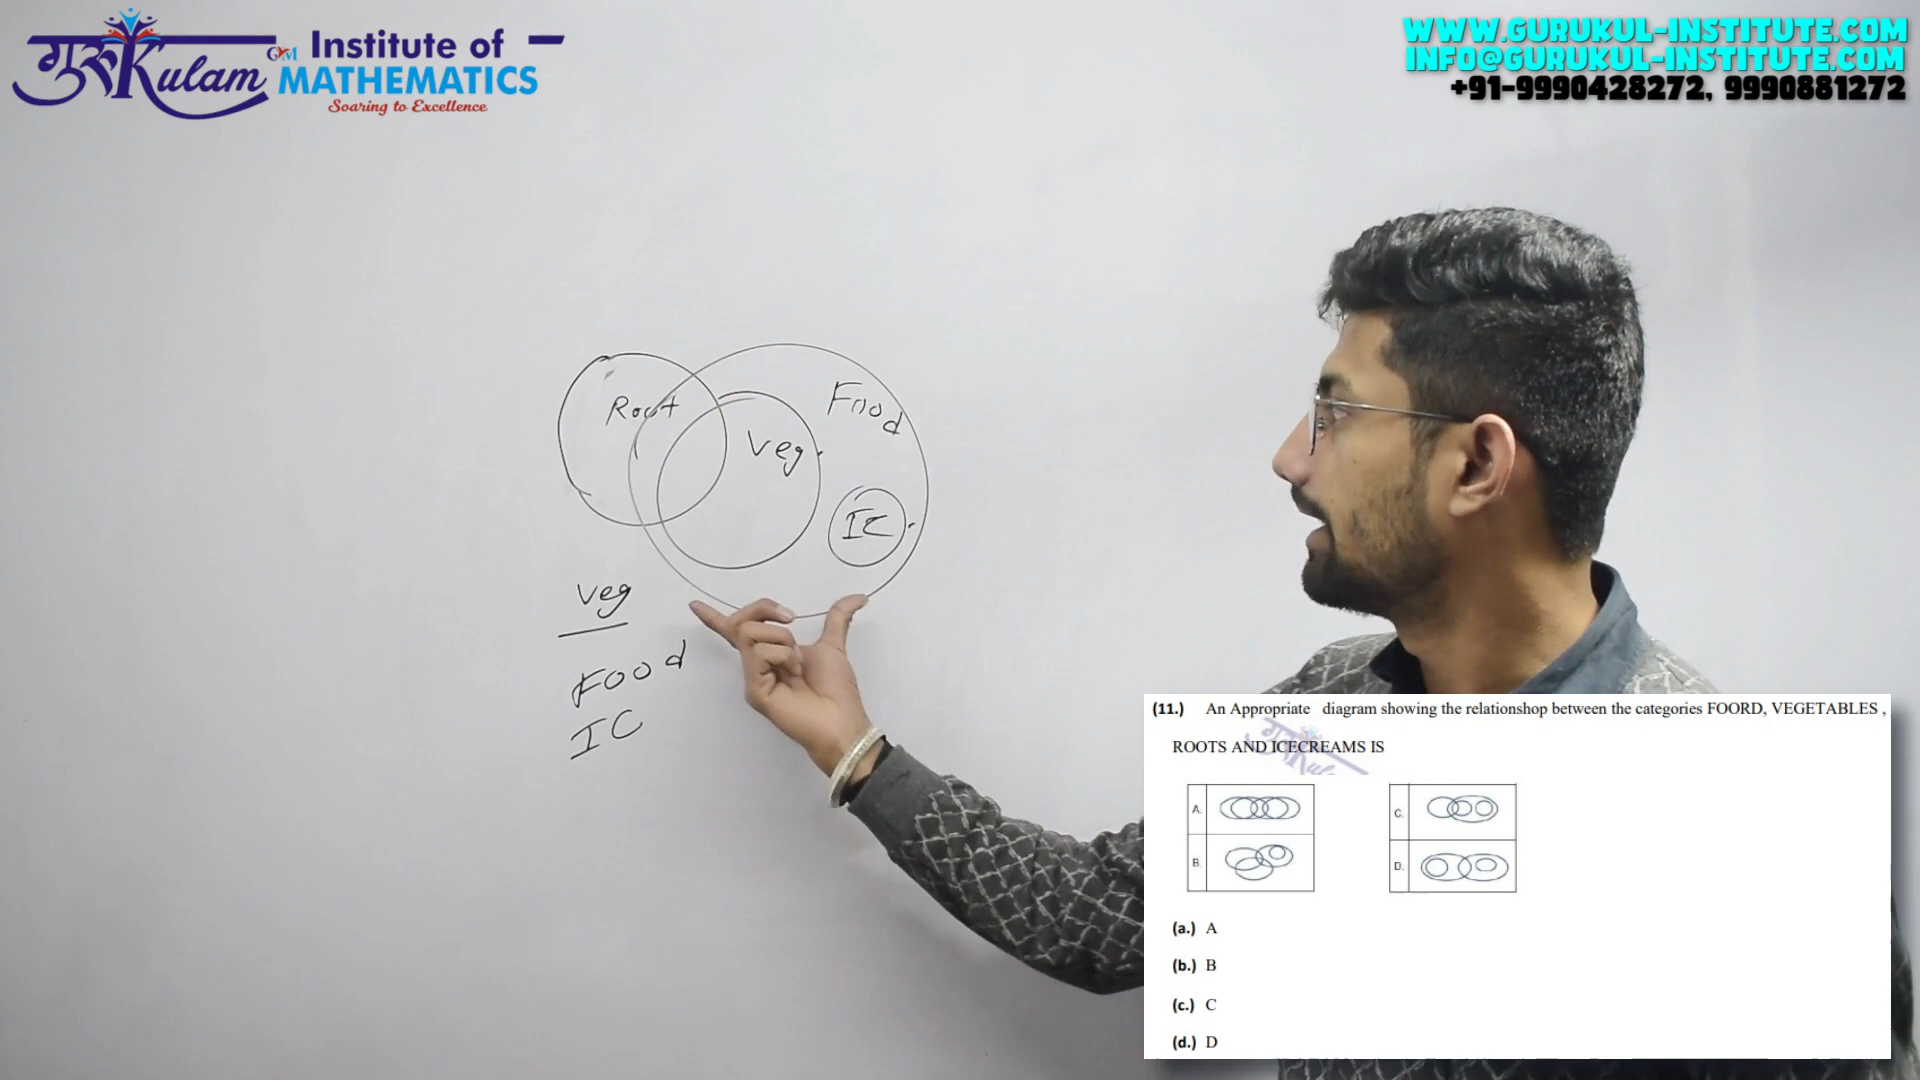 गुरुKulam
GM Institute of
MATHEMATICS
Soaring to Excellence
WWW.GURUKUL-INSTITUTE.COM
INFO@GURUKUL-INSTITUTE.COM
+91-9990428272, 9990881272
Root
Food
Veg.
IC
Veg
Food
IC
(11.) An Appropriate diagram showing the relationshop between the categories FOORD, VEGETABLES ,
ROOTS AND ICECREAMS IS
A.
C.
B.
D.
(a.) A
(b.) B
(c.) C
(d.) D